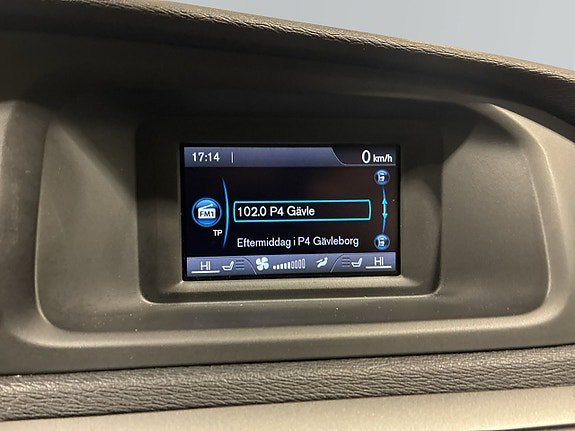 17:14
0 km/h
FM1
102.0 P4 Gävle
TP
Eftermiddag i P4 Gävleborg
HI HI